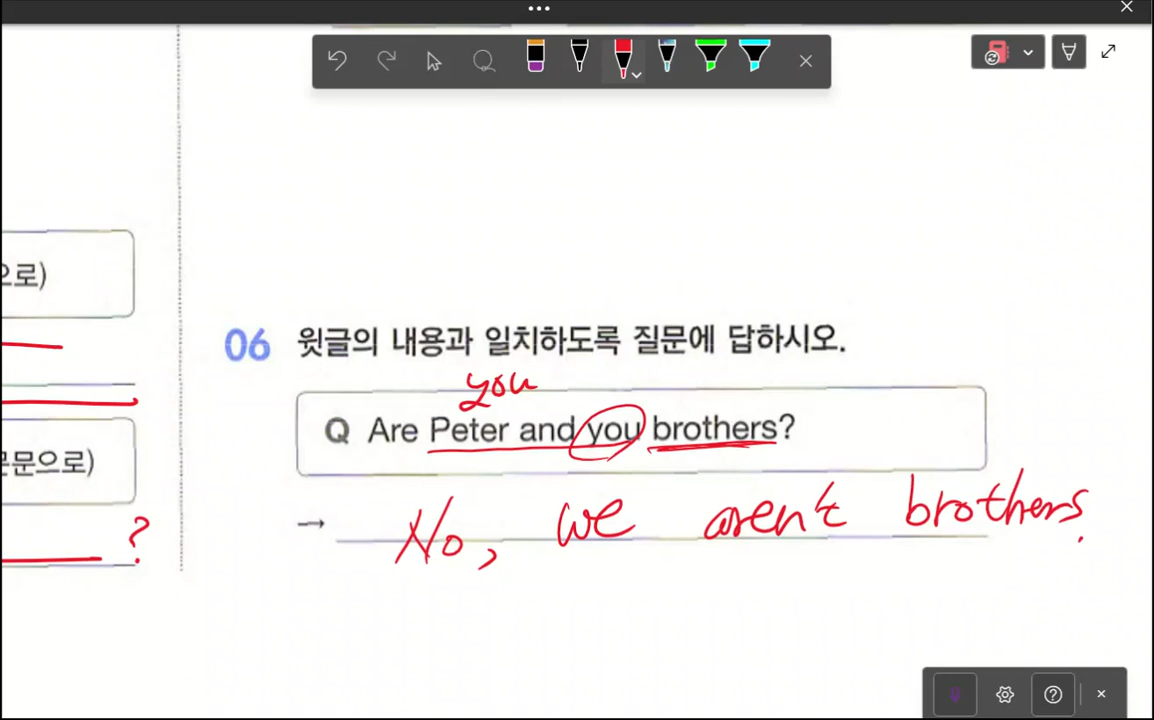 으로)
06 윗글의 내용과 일치하도록 질문에 답하시오.
you
Q Are Peter and you brothers?
문문으로)
→ No, we aren't brothers.
?